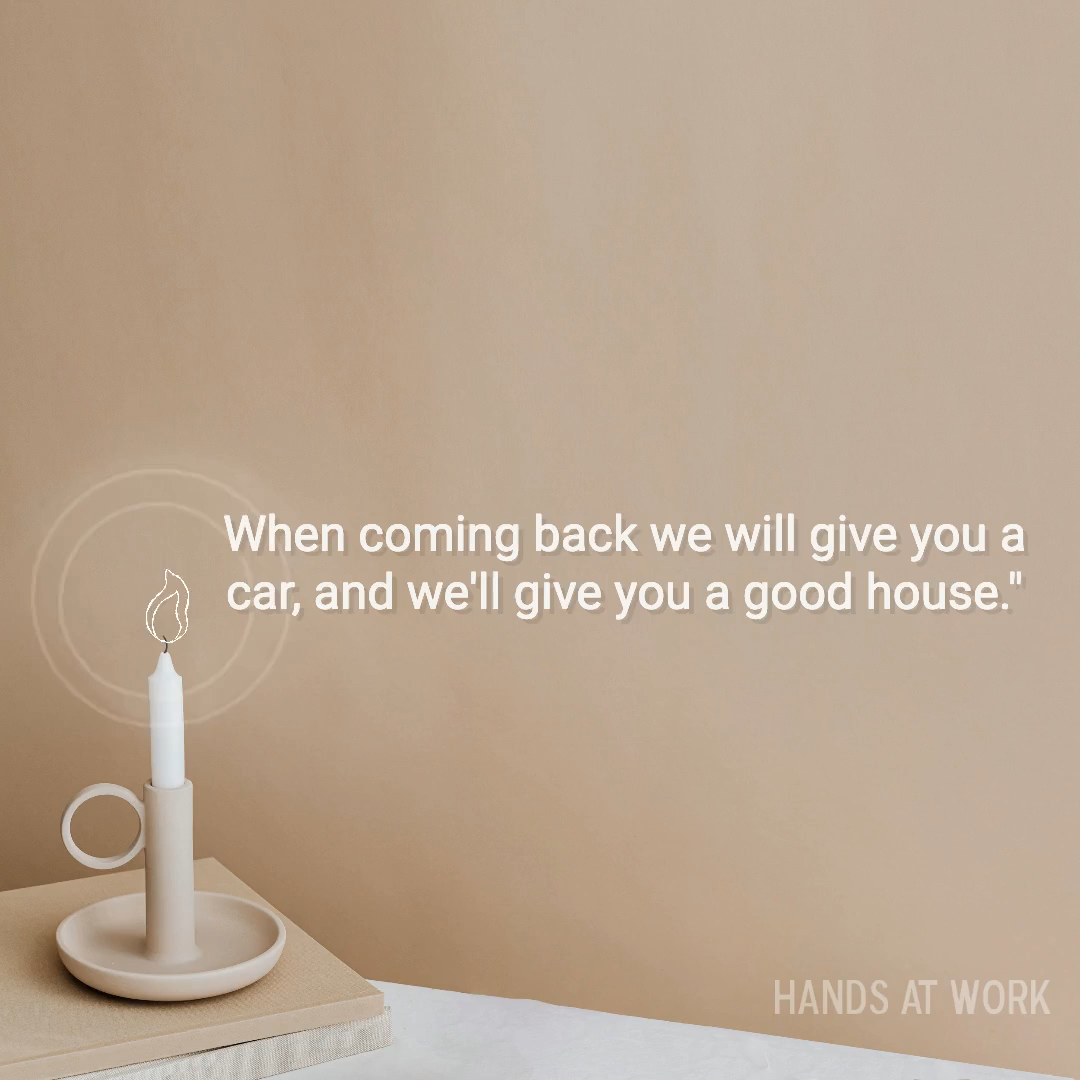 When coming back we will give you a
car, and we'll give you a good house."
HANDS AT WORK